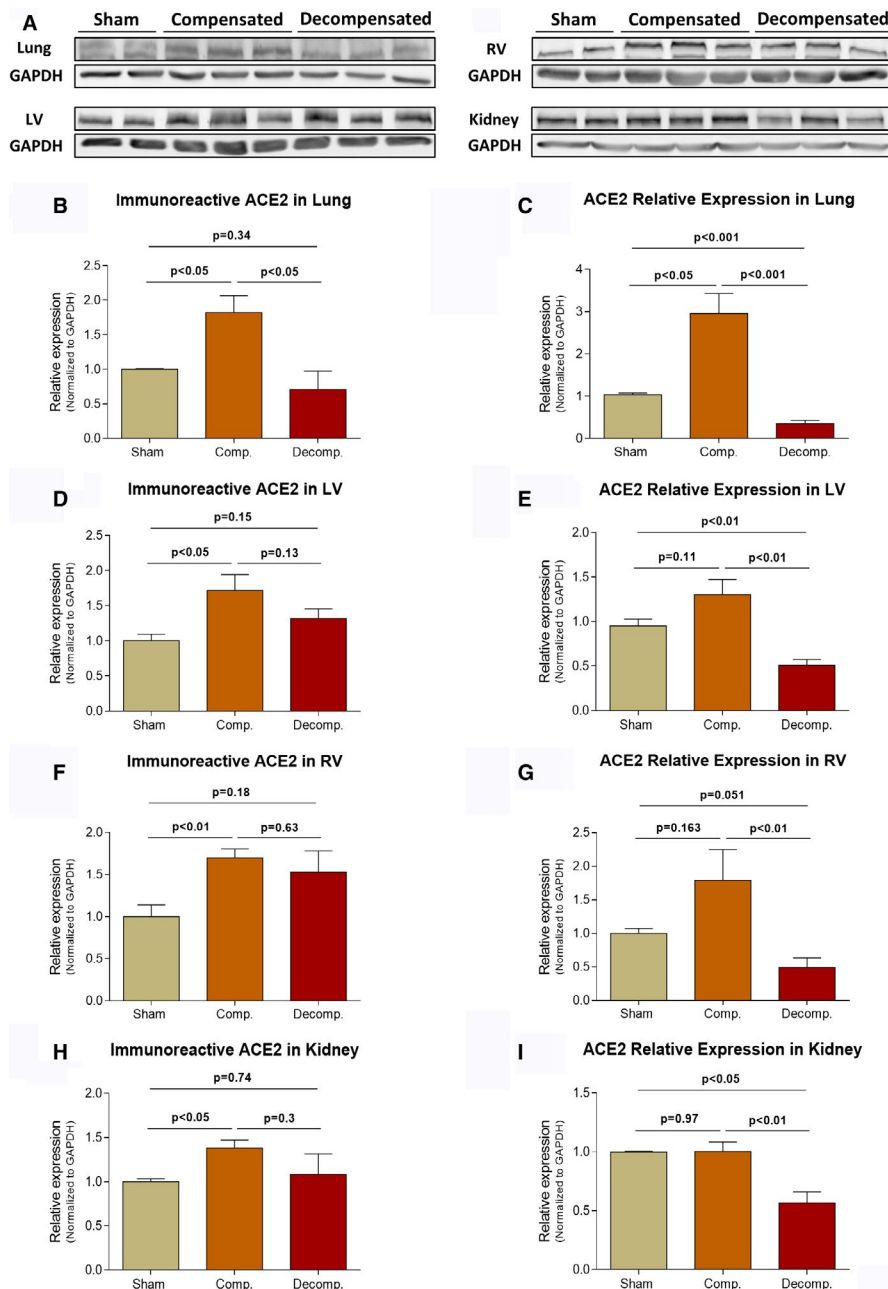 A
Sham Compensated Decompensated
Lung
GAPDH
LV
GAPDH
Sham Compensated Decompensated
RV
GAPDH
Kidney
GAPDH
B
Immunoreactive ACE2 in Lung
p=0.34
p<0.05 p<0.05
Relative expression
(Normalized to GAPDH)
2.5
2.0
1.5
1.0
0.5
0.0
Sham Comp. Decomp.
C
ACE2 Relative Expression in Lung
p<0.001
p<0.05 p<0.001
Relative expression
(Normalized to GAPDH)
4
3
1
1
0
Sham Comp. Decomp.
D
Immunoreactive ACE2 in LV
p=0.15
p<0.05 p=0.13
Relative expression
(Normalized to GAPDH)
2.5
2.0
1.5
1.0
0.5
0.0
Sham Comp. Decomp.
E
ACE2 Relative Expression in LV
p<0.01
p=0.11 p<0.01
Relative expression
(Normalized to GAPDH)
2.0
1.5
1.0
0.5
0.0
Sham Comp. Decomp.
F
Immunoreactive ACE2 in RV
p=0.18
p<0.01 p=0.63
Relative expression
(Normalized to GAPDH)
2.0
1.5
1.0
0.5
0.0
Sham Comp. Decomp.
G
ACE2 Relative Expression in RV
p=0.051
p=0.163 p<0.01
Relative expression
(Normalized to GAPDH)
2.5
2.0
1.5
1.0
0.5
0.0
Sham Comp. Decomp.
H
Immunoreactive ACE2 in Kidney
p=0.74
p<0.05 p=0.3
Relative expression
(Normalized to GAPDH)
2.0
1.5
1.0
0.5
0.0
Sham Comp. Decomp.
I
ACE2 Relative Expression in Kidney
p<0.05
p=0.97 p<0.01
Relative expression
(Normalized to GAPDH)
1.5
1.0
0.5
0.0
Sham Comp. Decomp.